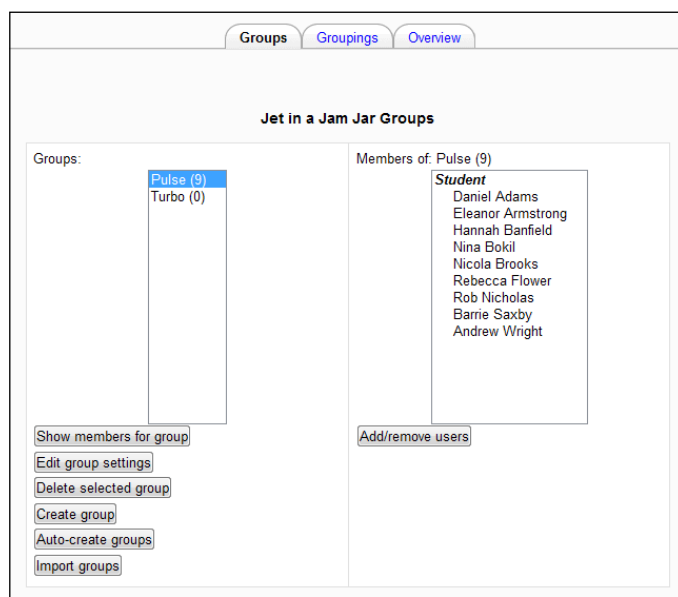 Groups Groupings Overview
Jet in a Jam Jar Groups
Groups:
Pulse (9)
Turbo (0)
Show members for group
Edit group settings
Delete selected group
Create group
Auto-create groups
Import groups
Members of: Pulse (9)
Student
Daniel Adams
Eleanor Armstrong
Hannah Banfield
Nina Bokil
Nicola Brooks
Rebecca Flower
Rob Nicholas
Barrie Saxby
Andrew Wright
Add/remove users